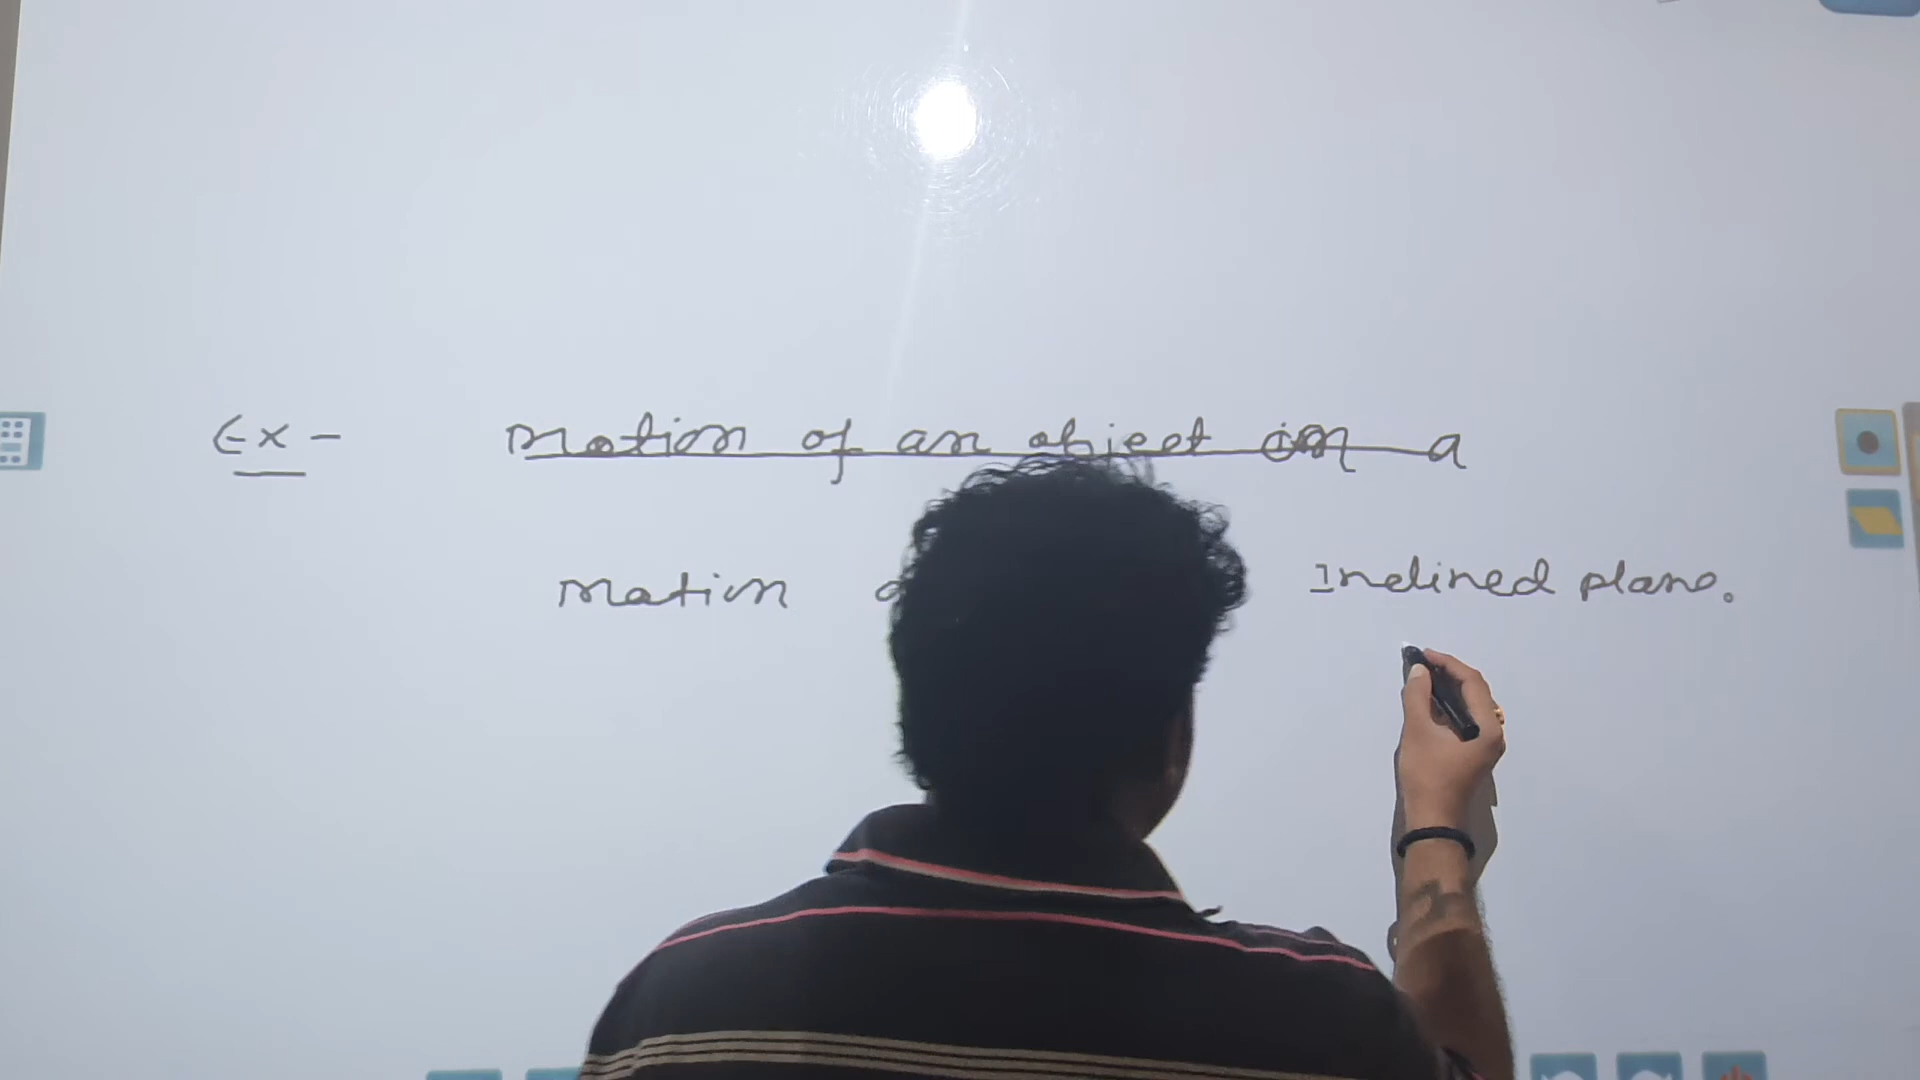 Ex - Motion of an object on a
Motion Inclined plane.